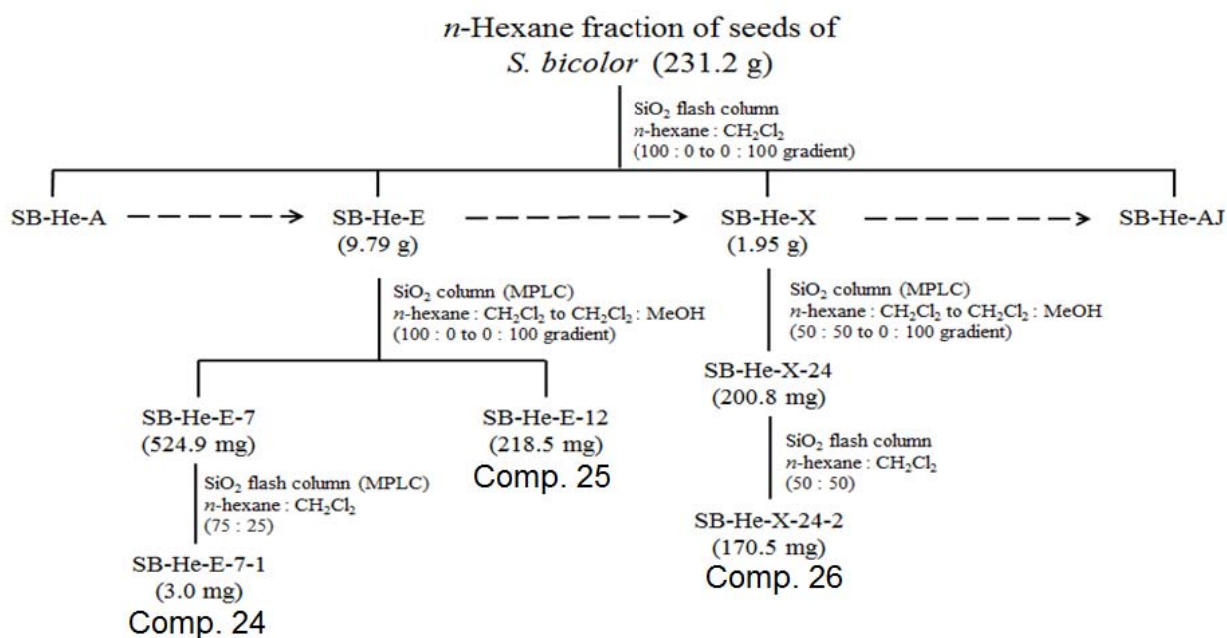 n-Hexane fraction of seeds of
S. bicolor (231.2 g)
SiO₂ flash column
n-hexane : CH₂Cl₂
(100 : 0 to 0 : 100 gradient)
SB-He-A
SB-He-E
(9.79 g)
SB-He-X
(1.95 g)
SB-He-AJ
SiO₂ column (MPLC)
n-hexane : CH₂Cl₂ to CH₂Cl₂ : MeOH
(100 : 0 to 0 : 100 gradient)
SiO₂ column (MPLC)
n-hexane : CH₂Cl₂ to CH₂Cl₂ : MeOH
(50 : 50 to 0 : 100 gradient)
SB-He-E-7
(524.9 mg)
SB-He-E-12
(218.5 mg)
Comp. 25
SB-He-X-24
(200.8 mg)
SiO₂ flash column (MPLC)
n-hexane : CH₂Cl₂
(75 : 25)
SiO₂ flash column
n-hexane : CH₂Cl₂
(50 : 50)
SB-He-E-7-1
(3.0 mg)
Comp. 24
SB-He-X-24-2
(170.5 mg)
Comp. 26